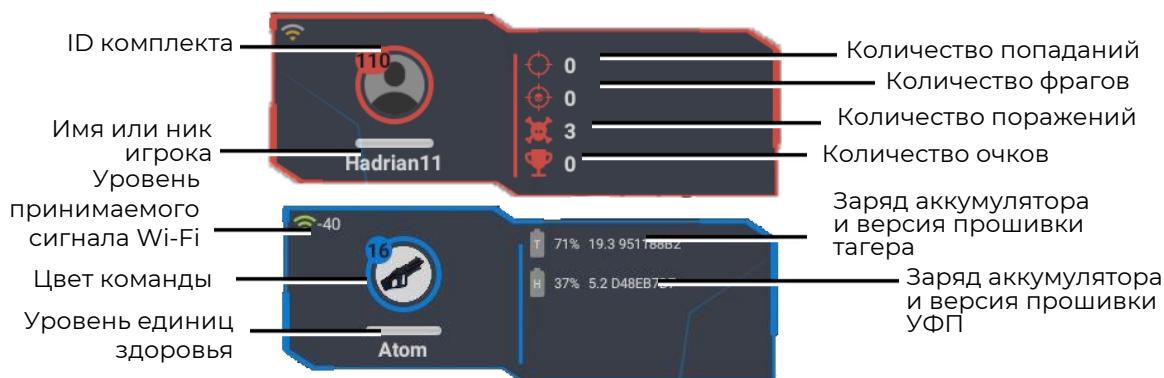 ID комплекта
Имя или ник
игрока
Уровень
принимаемого
сигнала Wi-Fi
Цвет команды
Уровень единиц
здоровья
110
Hadrian11
0
0
3
0
-40
16
Atom
T 71% 19.3 951188B2
H 37% 5.2
Количество попаданий
Количество фрагов
Количество поражений
Количество очков
Заряд аккумулятора
и версия прошивки
тагера
Заряд аккумулятора
и версия прошивки
УФП